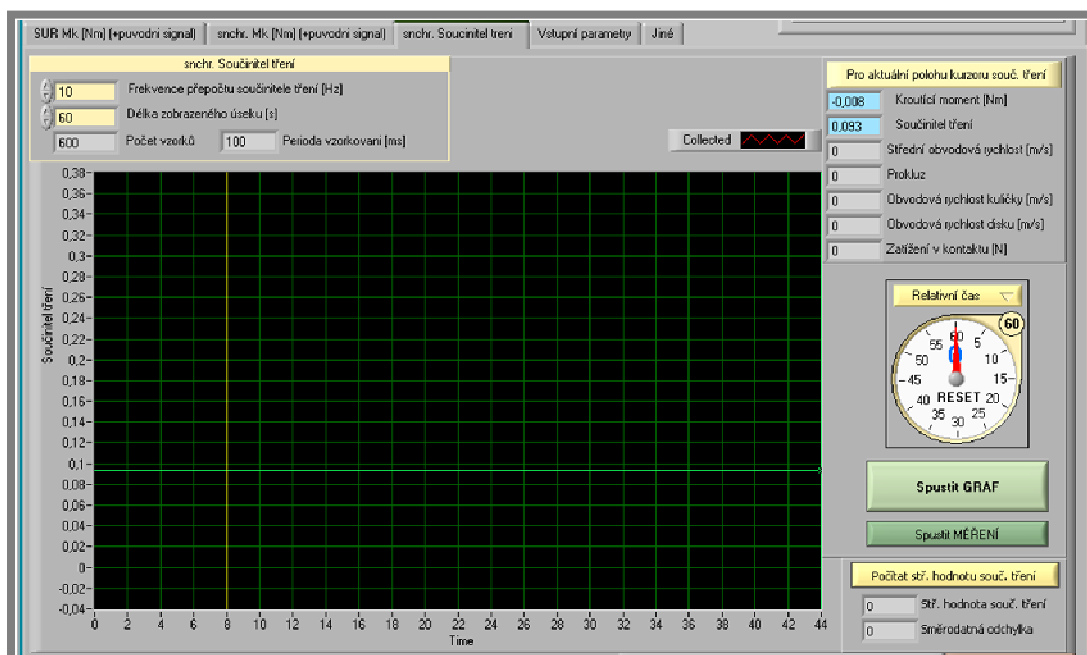 SUR Mk [Nm] (+puvodni signal) snchr. Mk [Nm] (+puvodni signal) snchr. Soucinitel treni Vstupní parametry Jiné
snchr. Součinitel tření
10 Frekvence přepočtu součinitele tření [Hz]
60 Délka zobrazeného úseku [s]
600 Počet vzorků 100 Perioda vzorkovani [ms]
Collected
Součinitel tření
0,38
0,36
0,34
0,32
0,3
0,28
0,26
0,24
0,22
0,2
0,18
0,16
0,14
0,12
0,1
0,08
0,06
0,04
0,02
0
-0,02
-0,04
0 2 4 6 8 10 12 14 16 18 20 22 24 26 28 30 32 34 36 38 40 42 44
Time
Pro aktuální polohu kurzoru souč. tření
-0,008 Kroutící moment [Nm]
0,093 Součinitel tření
0 Střední obvodová rychlost [m/s]
0 Prokluz
0 Obvodová rychlost kuličky [m/s]
0 Obvodová rychlost disku [m/s]
0 Zatížení v kontaktu [N]
Relativní čas
60
55 60 5
50 0 10
45 15
40 RESET 20
35 30 25
Spustit GRAF
Spustit MĚŘENÍ
Počítat stř. hodnotu souč. tření
0 Stř. hodnota souč. tření
0 Směrodatná odchylka